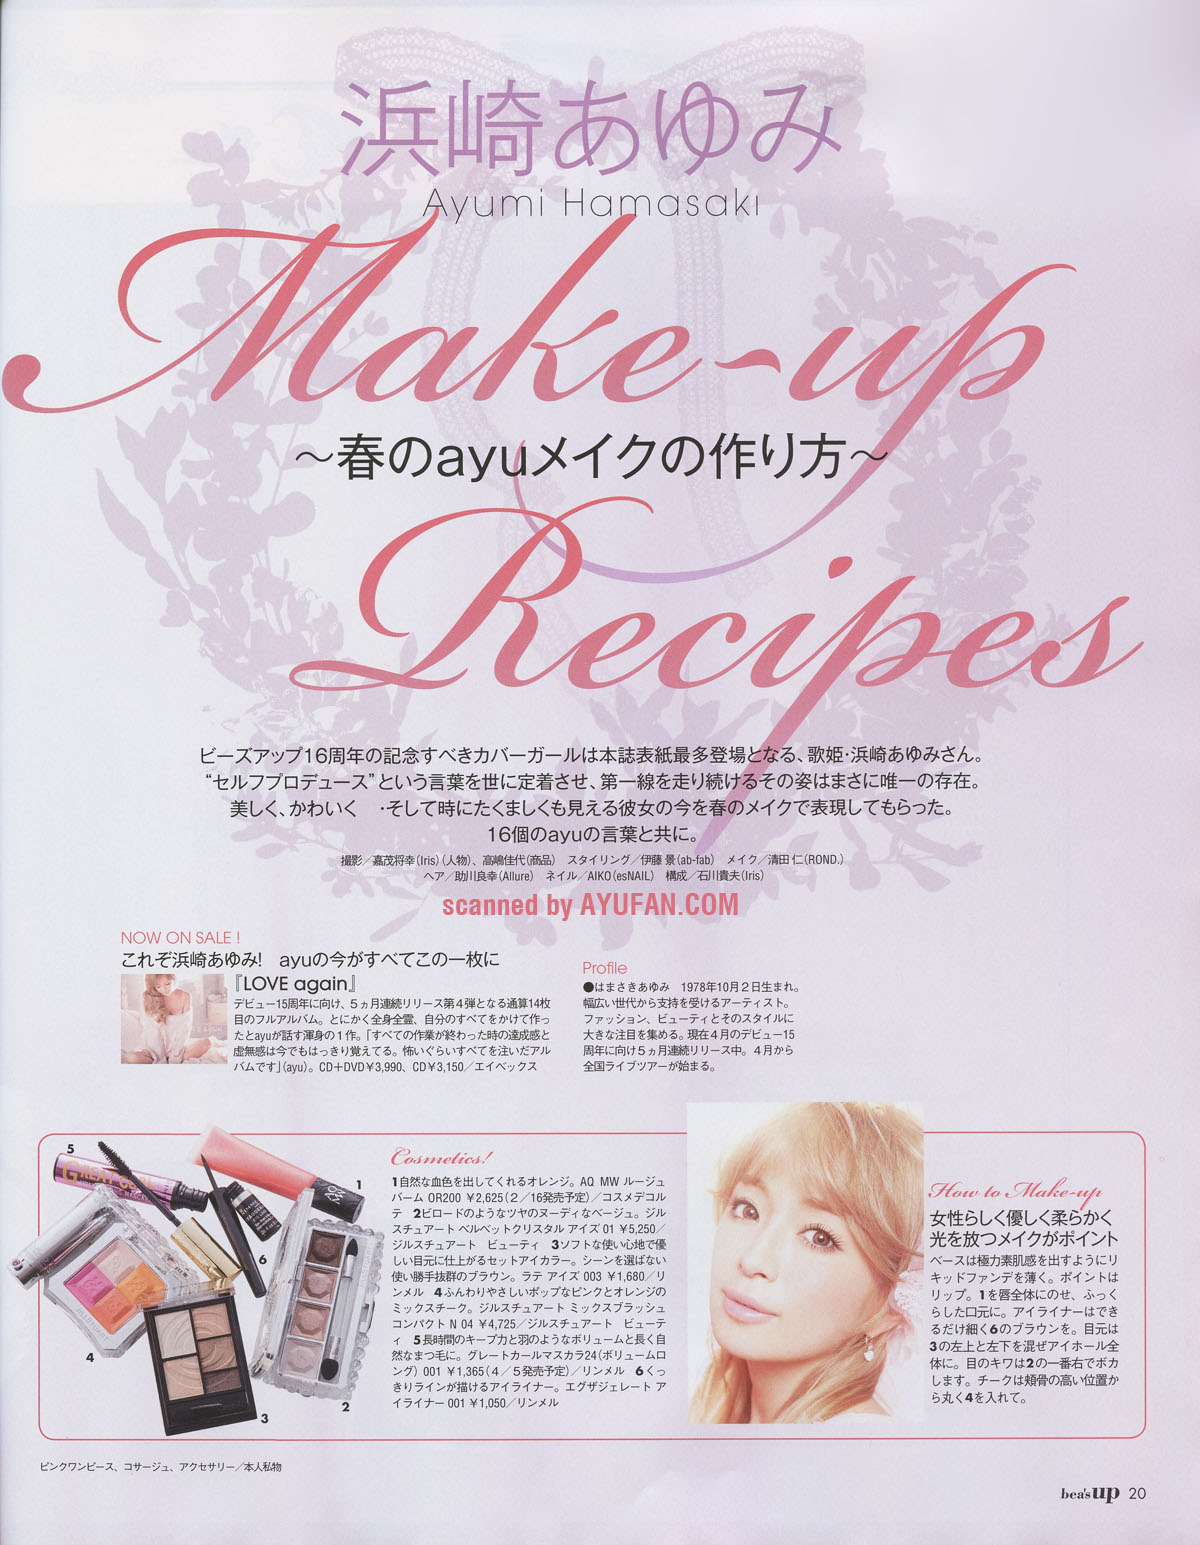 浜崎あゆみ
Ayumi Hamasaki
Make-up
～春のayuメイクの作り方～
Recipes
ビーズアップ16周年の記念すべきカバーガールは本誌表紙最多登場となる、歌姫・浜崎あゆみさん。
“セルフプロデュース”という言葉を世に定着させ、第一線を走り続けるその姿はまさに唯一の存在。
美しく、かわいく　・そして時にたくましくも見える彼女の今を春のメイクで表現してもらった。
16個のayuの言葉と共に。
撮影／嘉茂将幸（Iris）（人物）、高嶋佳代（商品）　スタイリング／伊藤 景（ab-fab）　メイク／清田 仁（ROND.）
ヘア／助川良幸（Allure）　ネイル／AIKO（esNAIL）　構成／石川貴夫（Iris）
scanned by AYUFAN.COM
NOW ON SALE !
これぞ浜崎あゆみ!　ayuの今がすべてこの一枚に
『LOVE again』
デビュー15周年に向け、5ヵ月連続リリース第4弾となる通算14枚
目のフルアルバム。とにかく全身全霊、自分のすべてをかけて作っ
たとayuが話す渾身の1作。「すべての作業が終わった時の達成感と
虚無感は今でもはっきり覚えてる。怖いぐらいすべてを注いだアル
バムです」（ayu）。CD＋DVD￥3,990、CD￥3,150／エイベックス
Profile
●はまさきあゆみ　1978年10月2日生まれ。
幅広い世代から支持を受けるアーティスト。
ファッション、ビューティとそのスタイルに
大きな注目を集める。現在4月のデビュー15
周年に向け5ヵ月連続リリース中。4月から
全国ライブツアーが始まる。
5
1
6
4
3
2
Cosmetics!
1自然な血色を出してくれるオレンジ。AQ MW ルージュ
バーム OR200 ￥2,625（2／16発売予定）／コスメデコル
テ　2ビロードのようなツヤのヌーディなベージュ。ジル
スチュアート ベルベットクリスタル アイズ 01 ￥5,250／
ジルスチュアート　ビューティ　3ソフトな使い心地で優
しい目元に仕上がるセットアイカラー。シーンを選ばない
使い勝手抜群のブラウン。ラテ アイズ 003 ￥1,680／リ
ンメル　4ふんわりやさしいポップなピンクとオレンジの
ミックスチーク。ジルスチュアート ミックスブラッシュ
コンパクト N 04 ￥4,725／ジルスチュアート　ビューテ
ィ　5長時間のキープ力と羽のようなボリュームと長く自
然なまつ毛に。グレートカールマスカラ24（ボリュームロ
ング）001 ￥1,365（4／5発売予定）／リンメル　6くっ
きりラインが描けるアイライナー。エグザジェレート ア
イライナー 001 ￥1,050／リンメル
How to Make-up
女性らしく優しく柔らかく
光を放つメイクがポイント
ベースは極力素肌感を出すようにリ
キッドファンデを薄く。ポイントは
リップ。1を唇全体にのせ、ふっく
らした口元に。アイライナーはでき
るだけ細く6のブラウンを。目元は
3の左上と左下を混ぜアイホール全
体に。目のキワは2の一番右でボカ
します。チークは頬骨の高い位置か
ら丸く4を入れて。
ピンクワンピース、コサージュ、アクセサリー／本人私物
bea's up 20